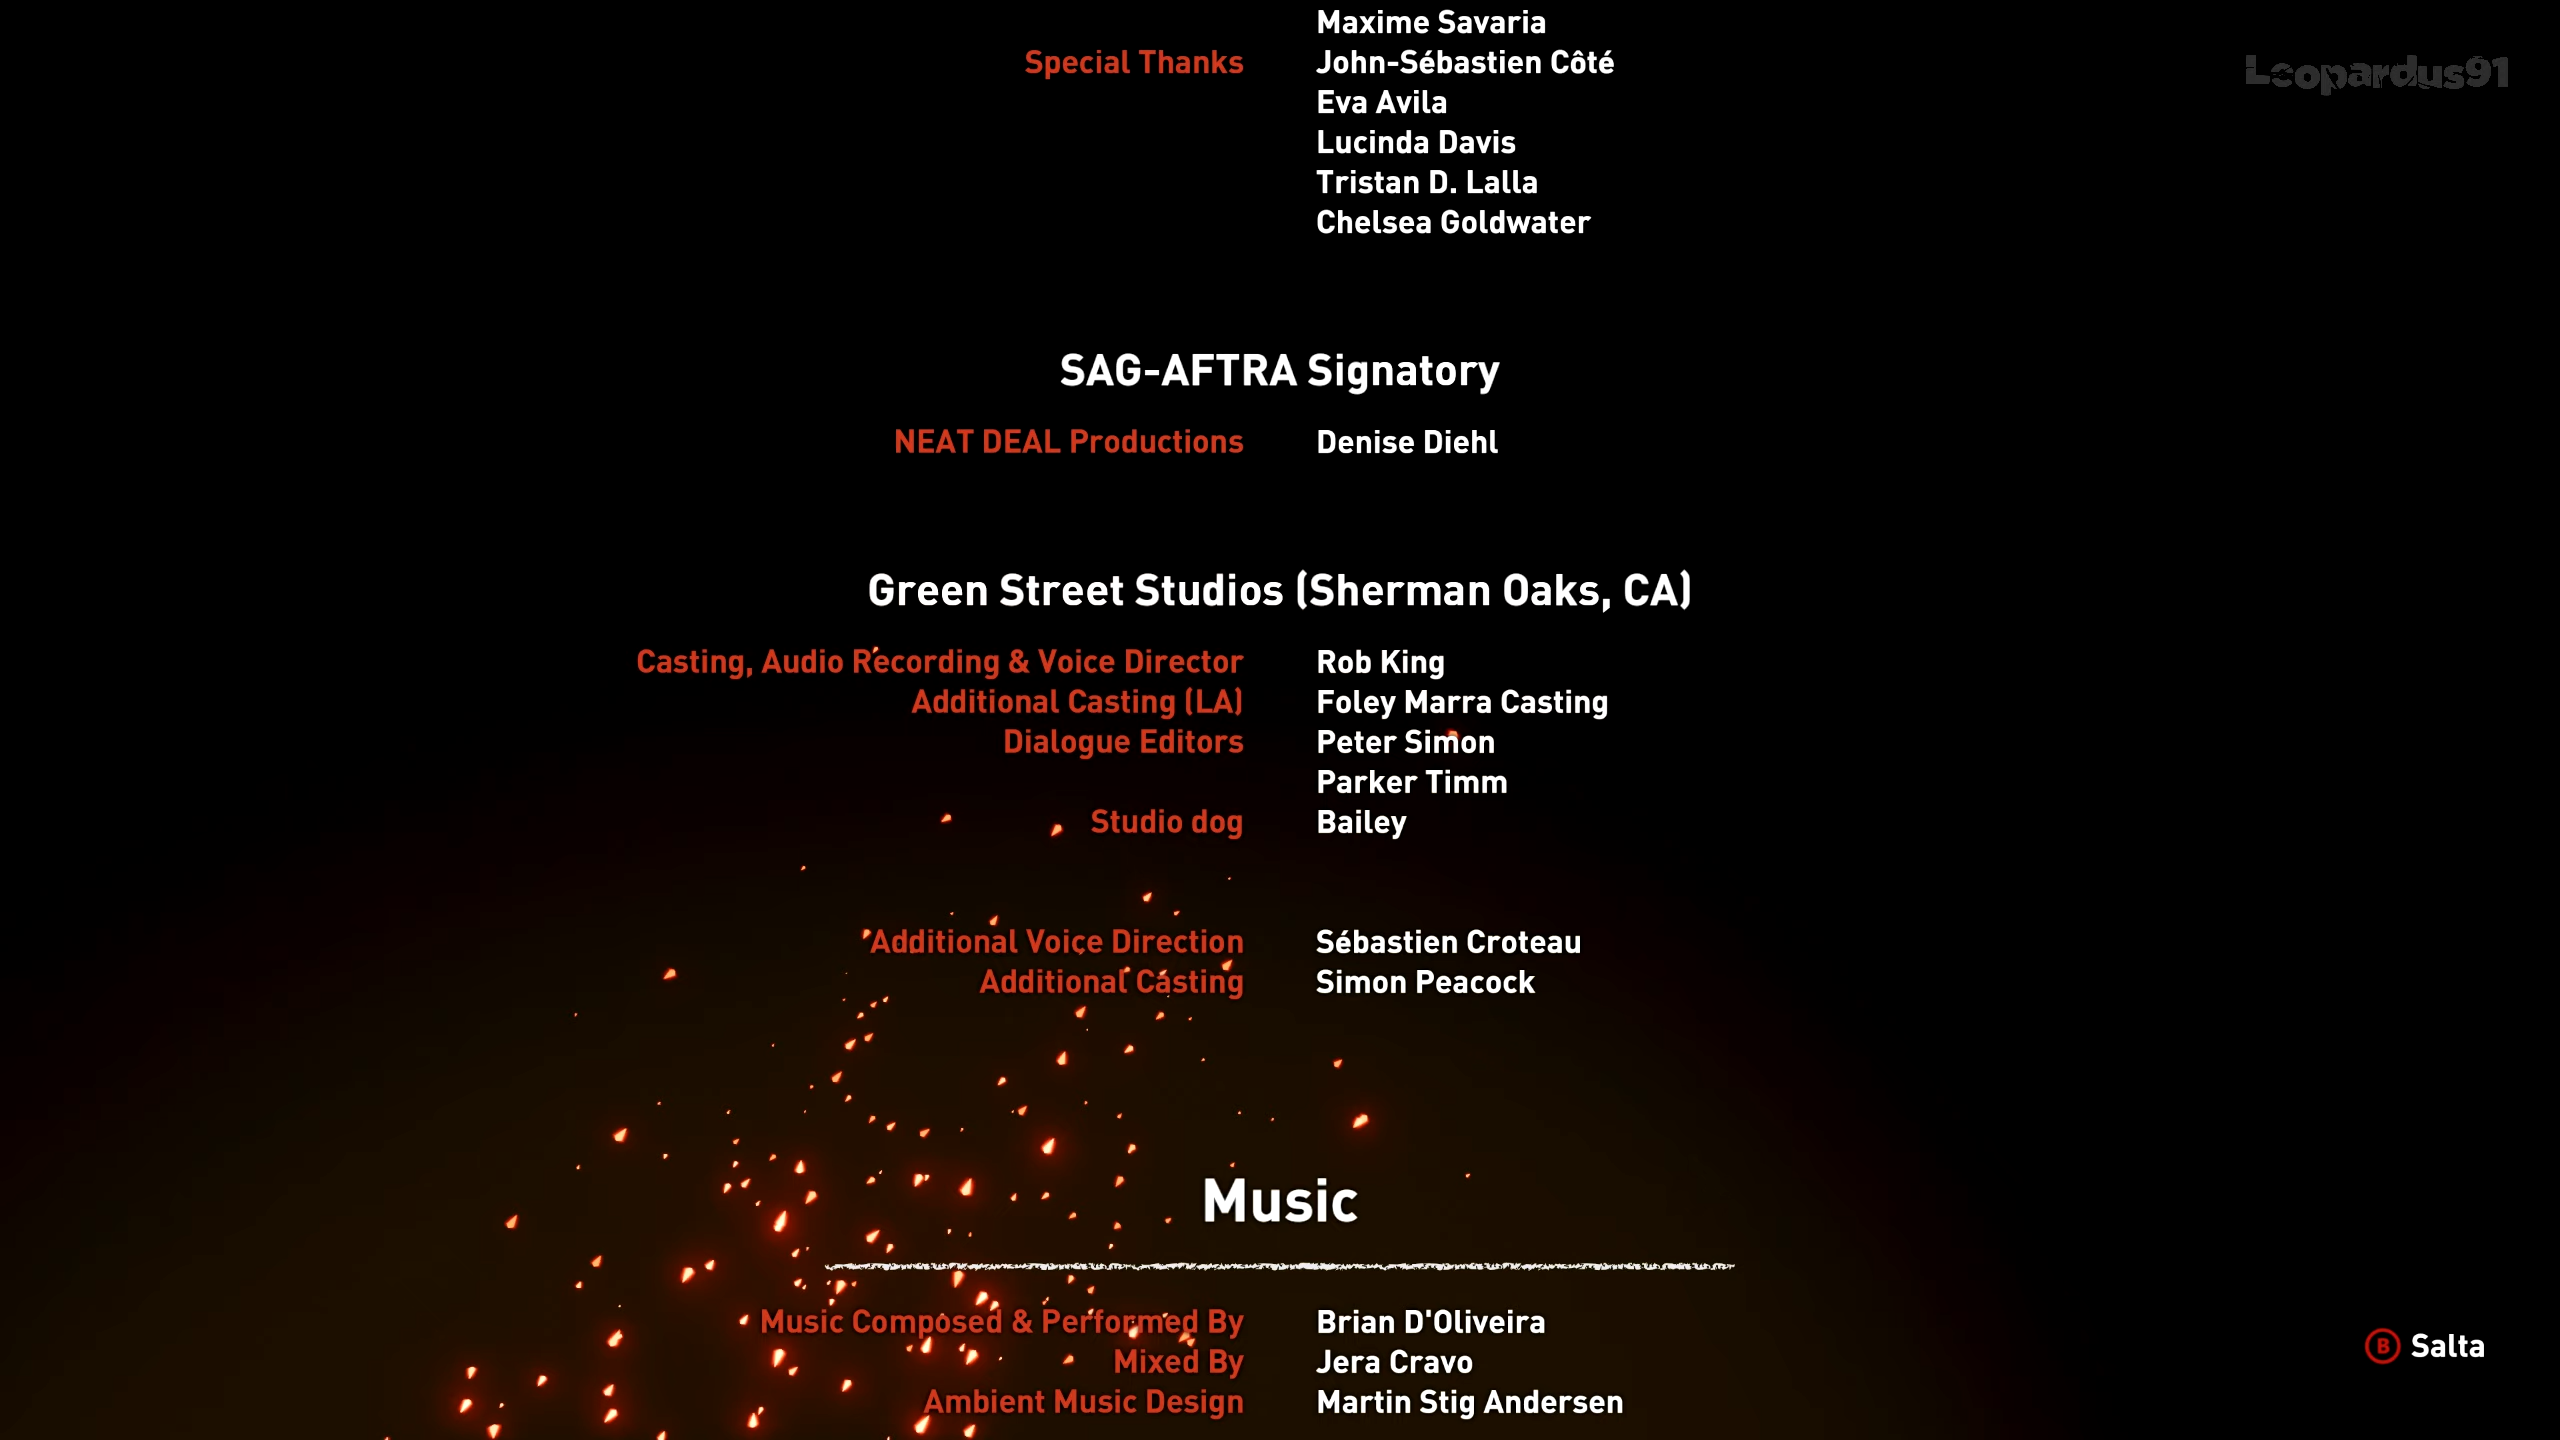 Maxime Savaria
Special Thanks John-Sébastien Côté
Leopardus91
Eva Avila
Lucinda Davis
Tristan D. Lalla
Chelsea Goldwater
SAG-AFTRA Signatory
NEAT DEAL Productions Denise Diehl
Green Street Studios (Sherman Oaks, CA)
Casting, Audio Recording & Voice Director Rob King
Additional Casting (LA) Foley Marra Casting
Dialogue Editors Peter Simon
Parker Timm
Studio dog Bailey
Additional Voice Direction Sébastien Croteau
Additional Casting Simon Peacock
Music
Music Composed & Performed By Brian D'Oliveira
B Salta
Mixed By Jera Cravo
Ambient Music Design Martin Stig Andersen